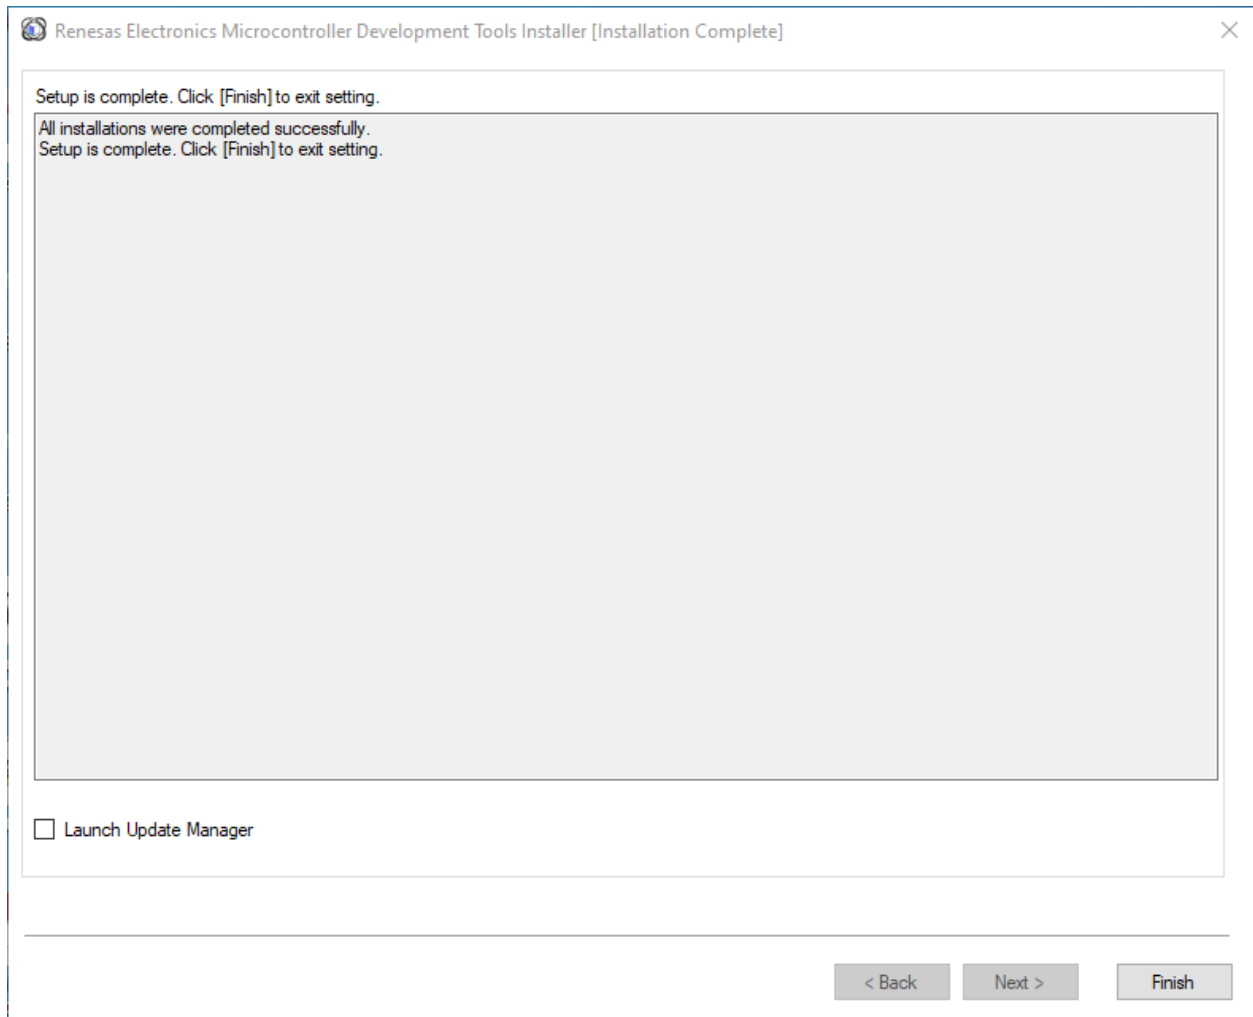 Renesas Electronics Microcontroller Development Tools Installer [Installation Complete]
Setup is complete. Click [Finish] to exit setting.
All installations were completed successfully.
Setup is complete. Click [Finish] to exit setting.
Launch Update Manager
< Back
Next >
Finish